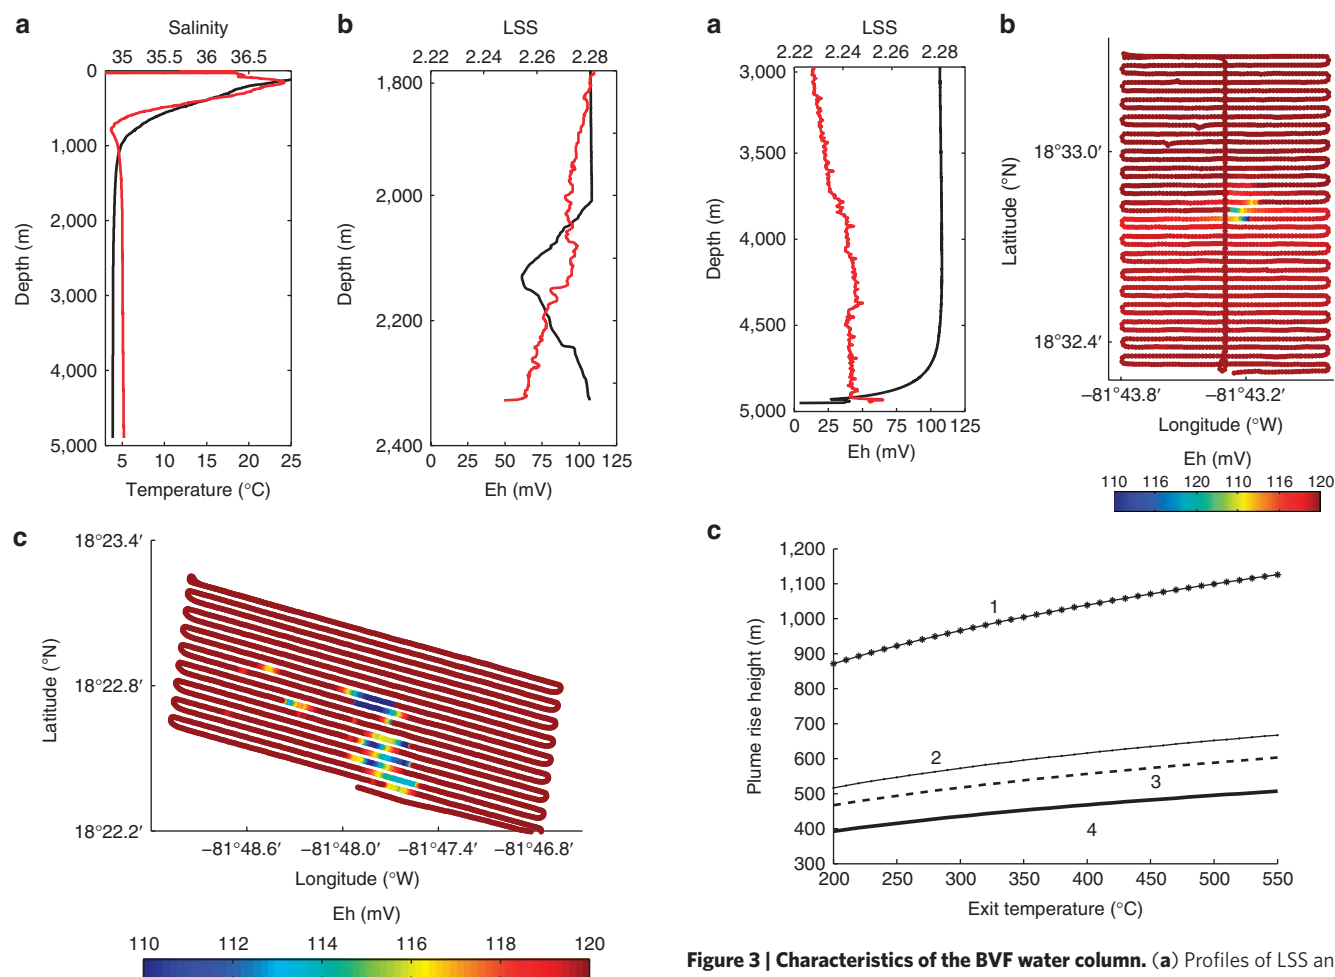 a
Salinity
35 35.5 36 36.5
0
1,000
2,000
3,000
4,000
5,000
Depth (m)
5 10 15 20 25
Temperature (°C)
b
LSS
2.22 2.24 2.26 2.28
1,800
2,000
2,200
2,400
Depth (m)
0 25 50 75 100 125
Eh (mV)
c
18°23.4′
18°22.8′
18°22.2′
Latitude (°N)
−81°48.6′ −81°48.0′ −81°47.4′ −81°46.8′
Longitude (°W)
Eh (mV)
110 112 114 116 118 120
a
LSS
2.22 2.24 2.26 2.28
3,000
3,500
4,000
4,500
5,000
Depth (m)
0 25 50 75 100 125
Eh (mV)
b
18°33.0′
18°32.4′
Latitude (°N)
−81°43.8′ −81°43.2′
Longitude (°W)
Eh (mV)
110 116 120 110 116 120
c
1,200
1,100
1,000
900
800
700
600
500
400
300
Plume rise height (m)
1
2
3
4
200 250 300 350 400 450 500 550
Exit temperature (°C)
Figure 3 | Characteristics of the BVF water column. (a) Profiles of LSS an